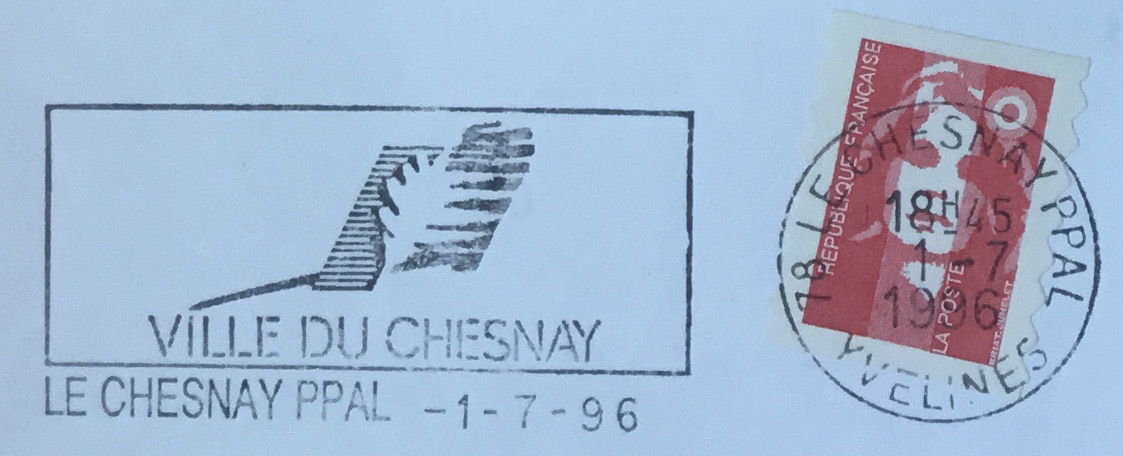 VILLE DU CHESNAY
LE CHESNAY PPAL -1-7-96
78 LE CHESNAY PPAL
18H45
1-7
1996
YVELINES
REPUBLIQUE FRANÇAISE
LA POSTE